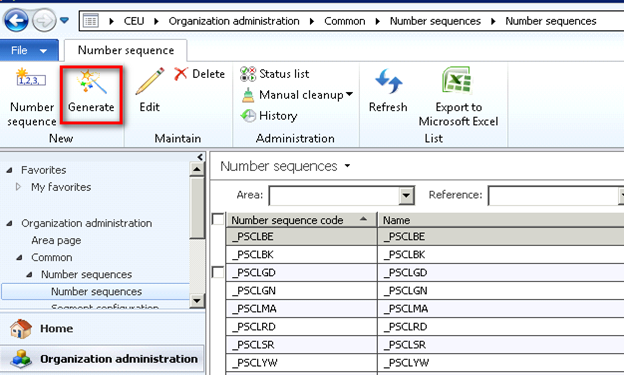 CEU Organization administration Common Number sequences Number sequences
File Number sequence
1,2,3, Delete Status list
Manual cleanup
Number sequence Generate Edit History Refresh Export to Microsoft Excel
New Maintain Administration List
Favorites
My favorites
Number sequences
Area: Reference:
Organization administration
Area page
Common
Number sequences
Number sequences
Segment configuration
Home
Organization administration
Number sequence code Name
_PSCLBE _PSCLBE
_PSCLBK _PSCLBK
_PSCLGD _PSCLGD
_PSCLGN _PSCLGN
_PSCLMA _PSCLMA
_PSCLRD _PSCLRD
_PSCLSR _PSCLSR
_PSCLYW _PSCLYW